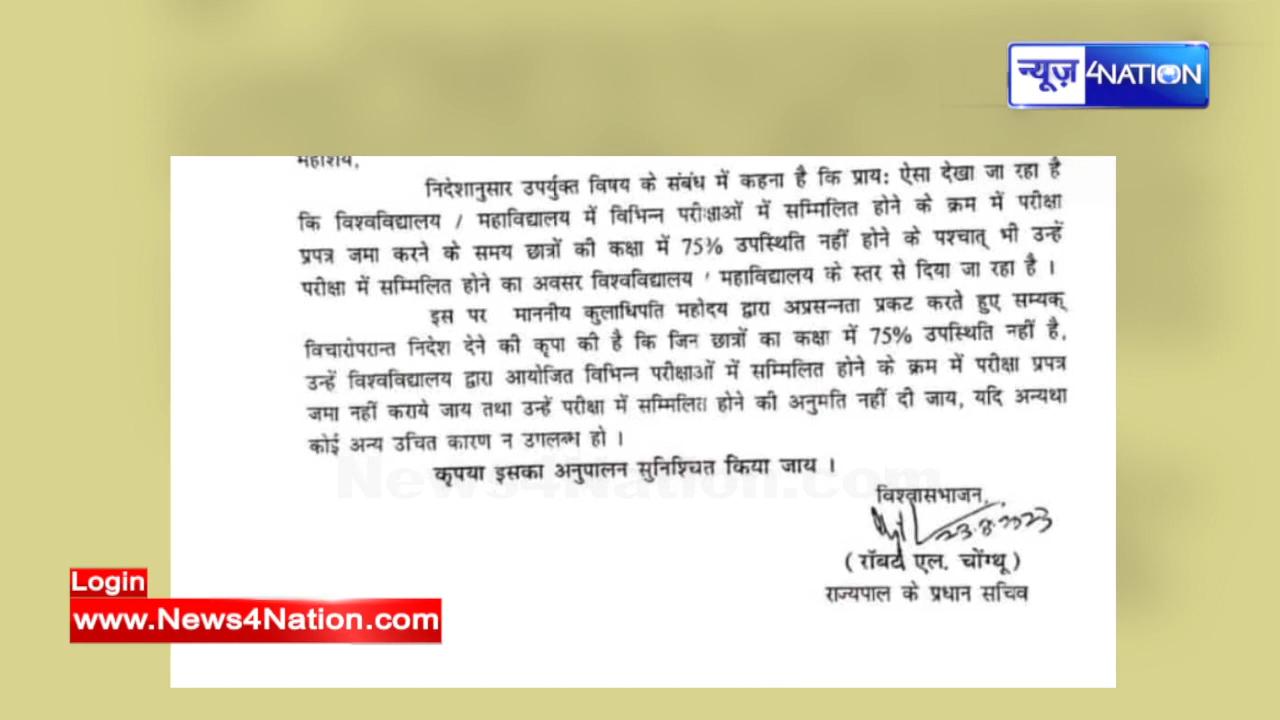 न्यूज़ 4NATION
महाशय,
निदेशानुसार उपर्युक्त विषय के संबंध में कहना है कि प्राय: ऐसा देखा जा रहा है
कि विश्वविद्यालय / महाविद्यालय में विभिन्न परीक्षाओं में सम्मिलित होने के क्रम में परीक्षा
प्रपत्र जमा करने के समय छात्रों की कक्षा में 75% उपस्थिति नहीं होने के पश्चात् भी उन्हें
परीक्षा में सम्मिलित होने का अवसर विश्वविद्यालय / महाविद्यालय के स्तर से दिया जा रहा है ।
इस पर माननीय कुलाधिपति महोदय द्वारा अप्रसन्नता प्रकट करते हुए सम्यक्
विचारोपरान्त निदेश देने की कृपा की है कि जिन छात्रों का कक्षा में 75% उपस्थिति नहीं है,
उन्हें विश्वविद्यालय द्वारा आयोजित विभिन्न परीक्षाओं में सम्मिलित होने के क्रम में परीक्षा प्रपत्र
जमा नहीं कराये जाय तथा उन्हें परीक्षा में सम्मिलित होने की अनुमति नहीं दी जाय, यदि अन्यथा
कोई अन्य उचित कारण न उपलब्ध हो ।
कृपया इसका अनुपालन सुनिश्चित किया जाय ।
News4Nation.com
विश्वासभाजन,
23.8.2023
(रॉबर्ट एल. चोंग्थू)
राज्यपाल के प्रधान सचिव
Login
www.News4Nation.com